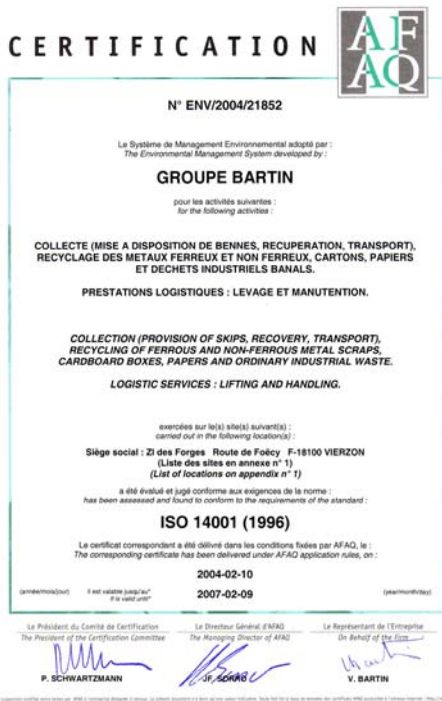 CERTIFICATION
AF
AQ
N° ENV/2004/21852
Le Système de Management Environnemental adopté par :
The Environmental Management System developed by :
GROUPE BARTIN
pour les activités suivantes :
for the following activities :
COLLECTE (MISE A DISPOSITION DE BENNES, RECUPERATION, TRANSPORT),
RECYCLAGE DES METAUX FERREUX ET NON FERREUX, CARTONS, PAPIERS
ET DECHETS INDUSTRIELS BANALS.
PRESTATIONS LOGISTIQUES : LEVAGE ET MANUTENTION.
COLLECTION (PROVISION OF SKIPS, RECOVERY, TRANSPORT),
RECYCLING OF FERROUS AND NON-FERROUS METAL SCRAPS,
CARDBOARD BOXES, PAPERS AND ORDINARY INDUSTRIAL WASTE.
LOGISTIC SERVICES : LIFTING AND HANDLING.
exercées sur le(s) site(s) suivant(s) :
carried out in the following location(s) :
Siège social : ZI des Forges Route de Foëcy F-18100 VIERZON
(Liste des sites en annexe n° 1)
(List of locations on appendix n° 1)
a été évalué et jugé conforme aux exigences de la norme :
has been assessed and found to conform to the requirements of the standard :
ISO 14001 (1996)
Le certificat correspondant a été délivré dans les conditions fixées par AFAQ, le :
The corresponding certificate has been delivered under AFAQ application rules, on :
2004-02-10
(année/mois/jour) Il est valable jusqu'au* 2007-02-09 (year/month/day)
It is valid until*
Le Président du Comité de Certification Le Directeur Général d'AFAQ Le Représentant de l'Entreprise
The President of the Certification Committee The Managing Director of AFAQ On Behalf of the Firm
P. SCHWARTZMANN JF. SORRO V. BARTIN